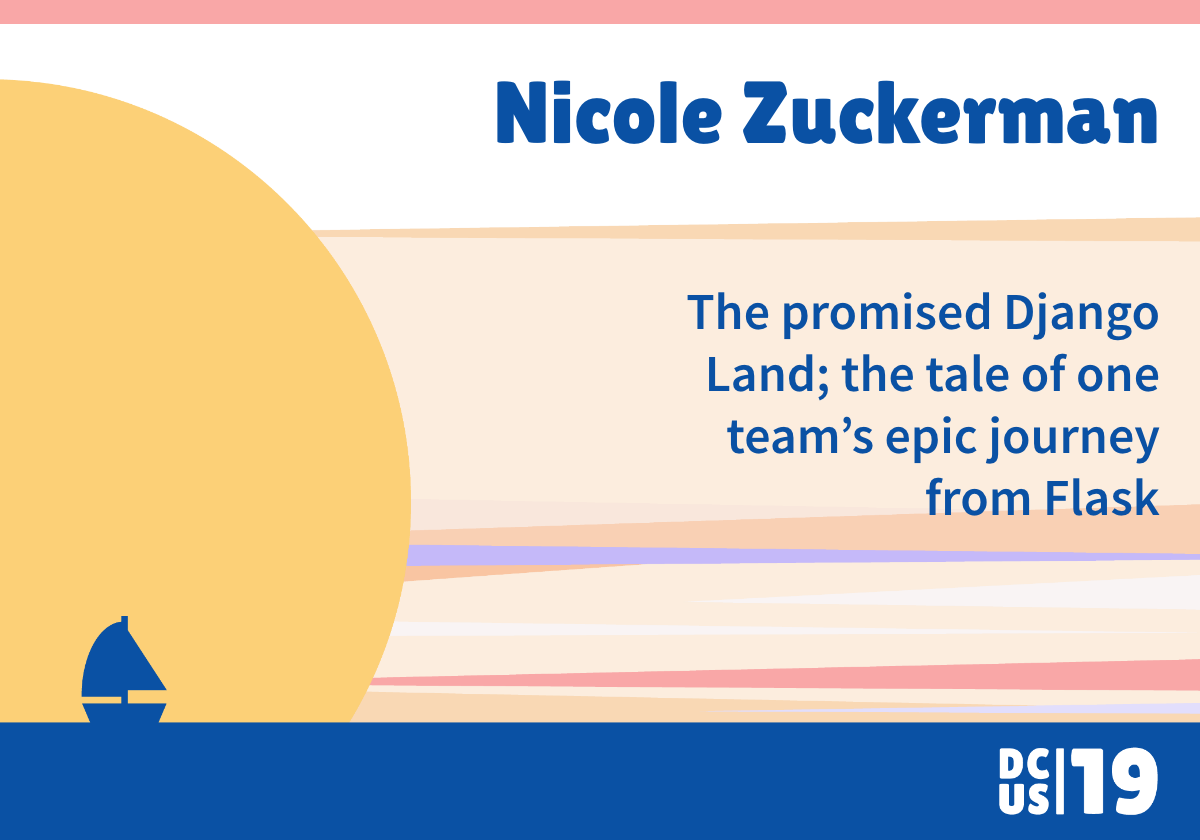 Nicole Zuckerman
The promised Django
Land; the tale of one
team’s epic journey
from Flask
DC
US
19